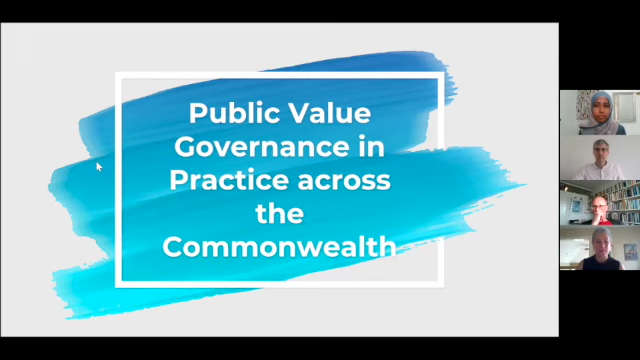 Public Value
Governance in
Practice across
the
Commonwealth